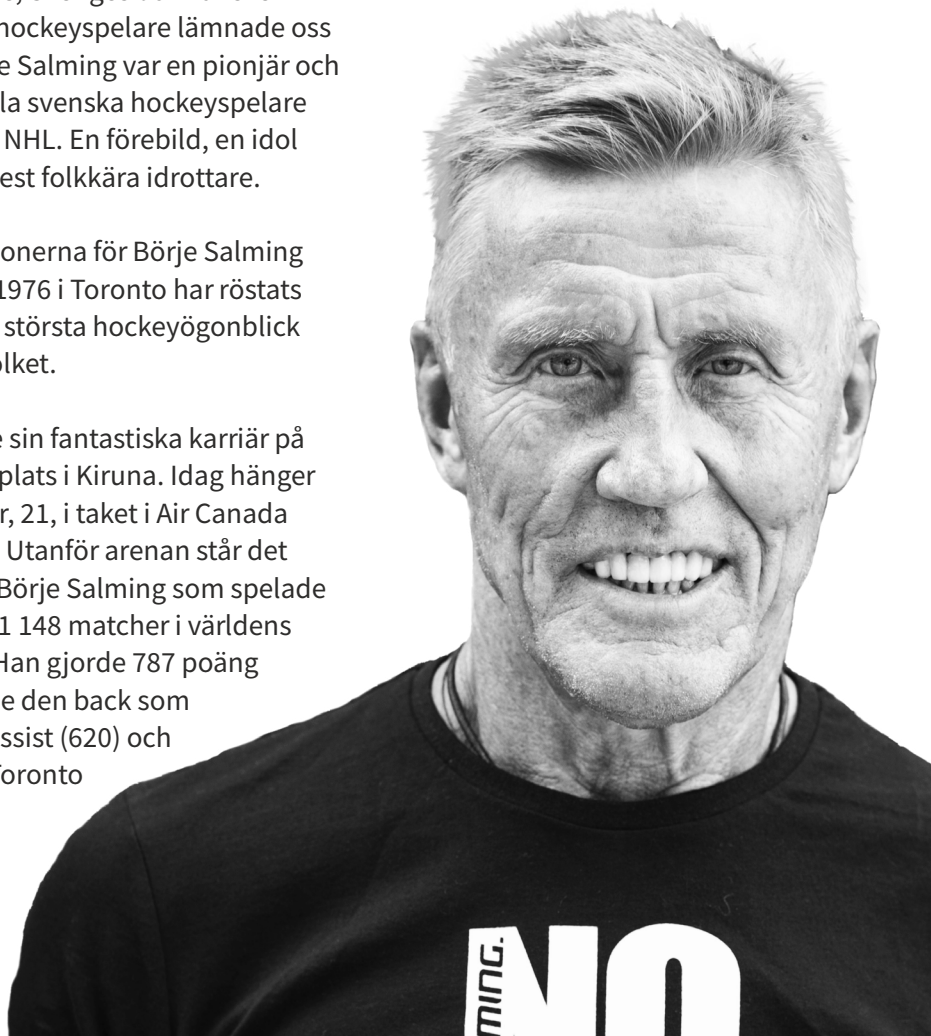 hockeyspelare lämnade oss
e Salming var en pionjär och
la svenska hockeyspelare
NHL. En förebild, en idol
est folkkära idrottare.
onerna för Börje Salming
1976 i Toronto har röstats
största hockeyögonblick
olket.
e sin fantastiska karriär på
plats i Kiruna. Idag hänger
r, 21, i taket i Air Canada
Utanför arenan står det
Börje Salming som spelade
1 148 matcher i världens
Han gjorde 787 poäng
e den back som
ssist (620) och
Toronto
NO
MING.